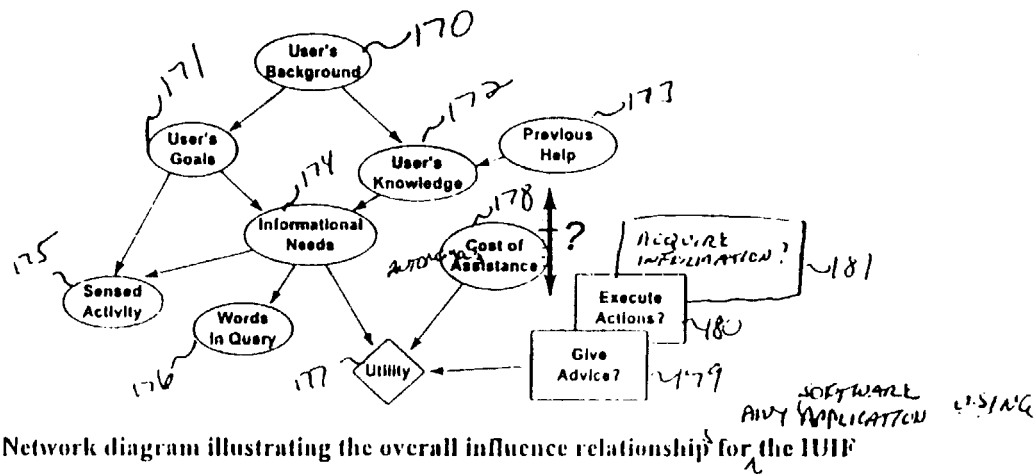 170
User's
Background
171
172
173
User's
Goals
174
User's
Knowledge
Previous
Help
178
Informational
Needs
Cost of
Assistance
?
ACQUIRE
INFORMATION?
181
175
Sensed
Activity
Words
In Query
Execute
Actions?
180
176
177
Utility
Give
Advice?
179
SOFTWARE
ANY APPLICATION USING
Network diagram illustrating the overall influence relationships for the IUIF